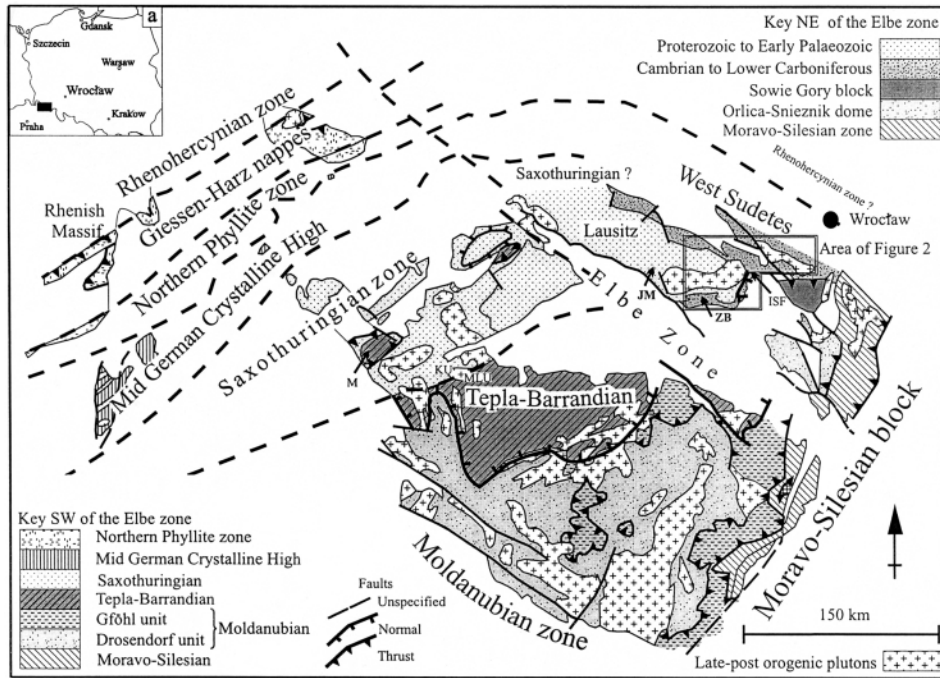 a
Gdansk
Szczecin
Warsaw
Wrocław
Praha
Kraków
Key NE of the Elbe zone
Proterozoic to Early Palaeozoic
Cambrian to Lower Carboniferous
Sowie Gory block
Orlica-Snieznik dome
Moravo-Silesian zone
Rhenohercynian zone
Giessen-Harz nappes
Northern Phyllite zone
Mid German Crystalline High
Saxothuringian zone
Rhenish
Massif
Saxothuringian ?
West Sudetes
Rhenohercynian zone ?
Wrocław
Lausitz
Area of Figure 2
JM
ISF
ZB
Elbe Zone
M
KU
MLU
Tepla-Barrandian
Moldanubian zone
Moravo-Silesian block
Key SW of the Elbe zone
Northern Phyllite zone
Mid German Crystalline High
Saxothuringian
Tepla-Barrandian
Gföhl unit
Drosendorf unit
Moldanubian
Moravo-Silesian
Faults
Unspecified
Normal
Thrust
150 km
Late-post orogenic plutons